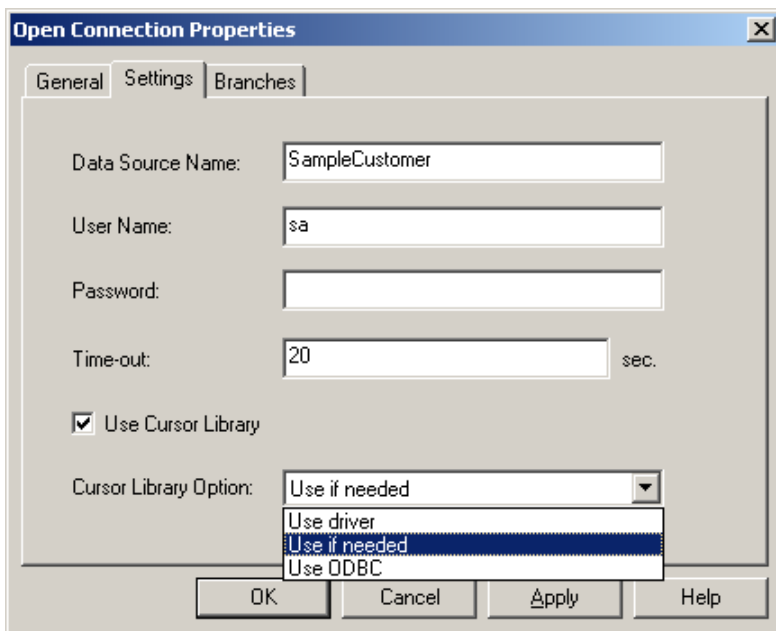 Open Connection Properties
General Settings Branches
Data Source Name: SampleCustomer
User Name: sa
Password:
Time-out: 20 sec.
Use Cursor Library
Cursor Library Option: Use if needed
Use driver
Use if needed
Use ODBC
OK Cancel Apply Help